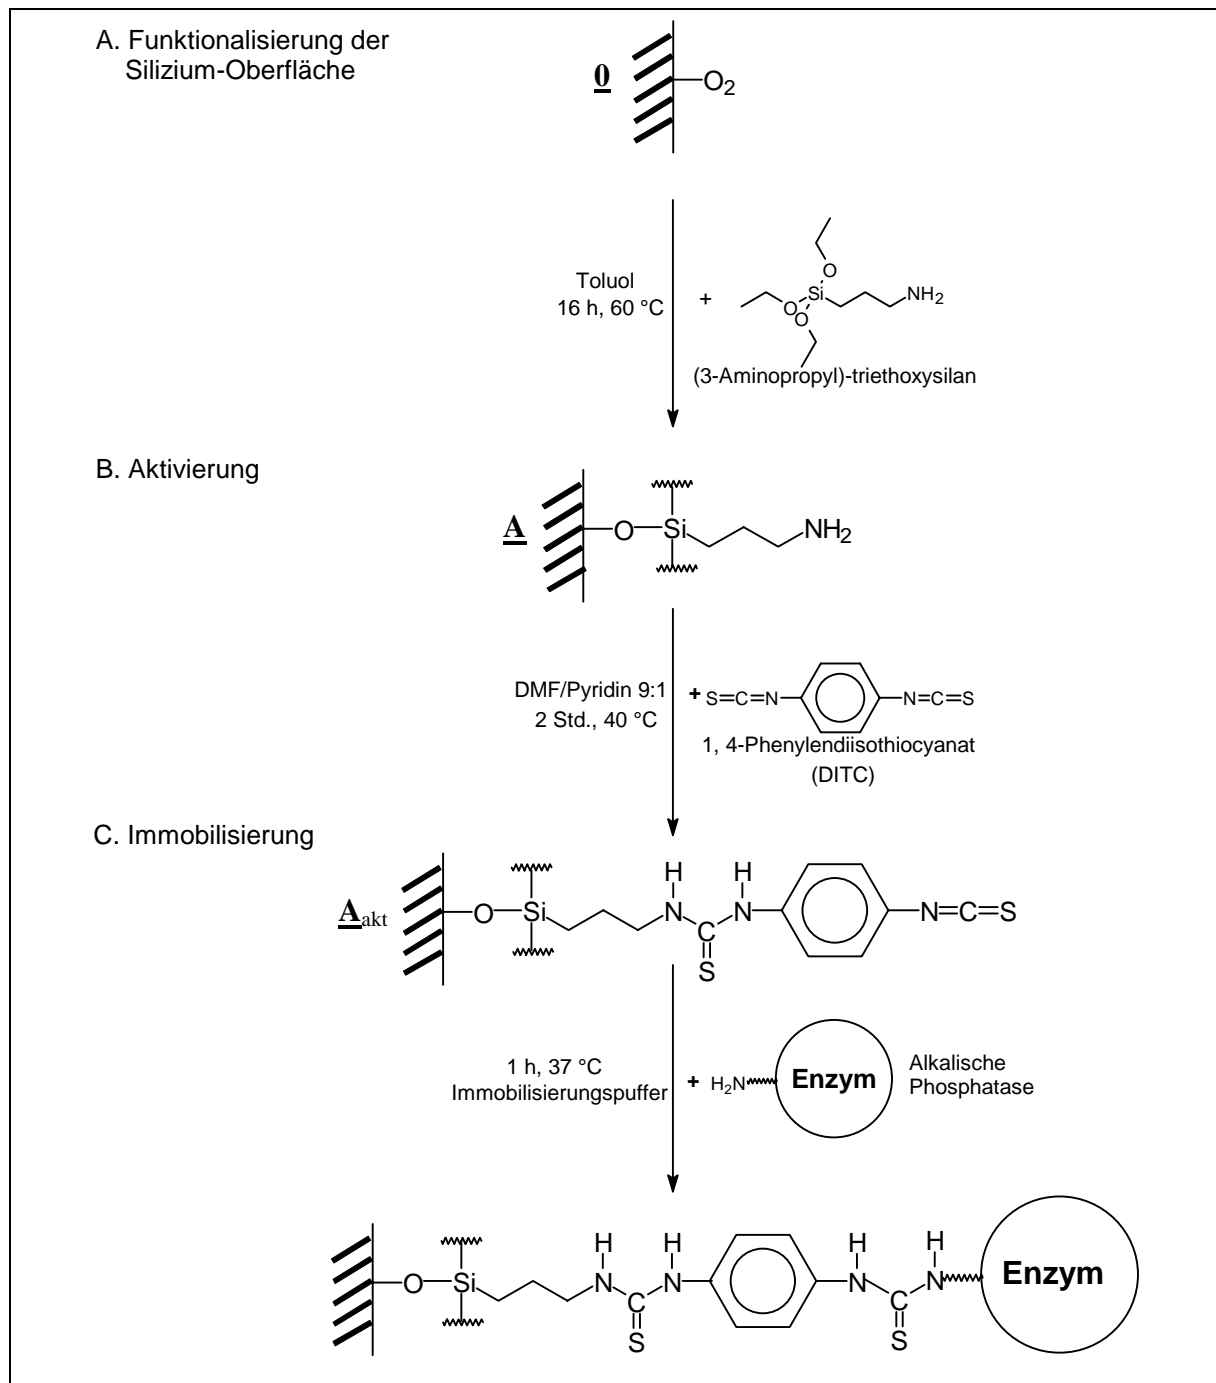 A. Funktionalisierung der
Silizium-Oberfläche
0
O2
Toluol
16 h, 60 °C
+
O
Si
O
O
NH2
(3-Aminopropyl)-triethoxysilan
B. Aktivierung
A
O
Si
NH2
DMF/Pyridin 9:1
2 Std., 40 °C
+
S=C=N
N=C=S
1, 4-Phenylendiisothiocyanat
(DITC)
C. Immobilisierung
H
H
Aakt
O
Si
N
N
N=C=S
C
S
1 h, 37 °C
Immobilisierungspuffer
+
H2N
Enzym
Alkalische
Phosphatase
H
H
H
H
O
Si
N
N
N
N
Enzym
C
C
S
S